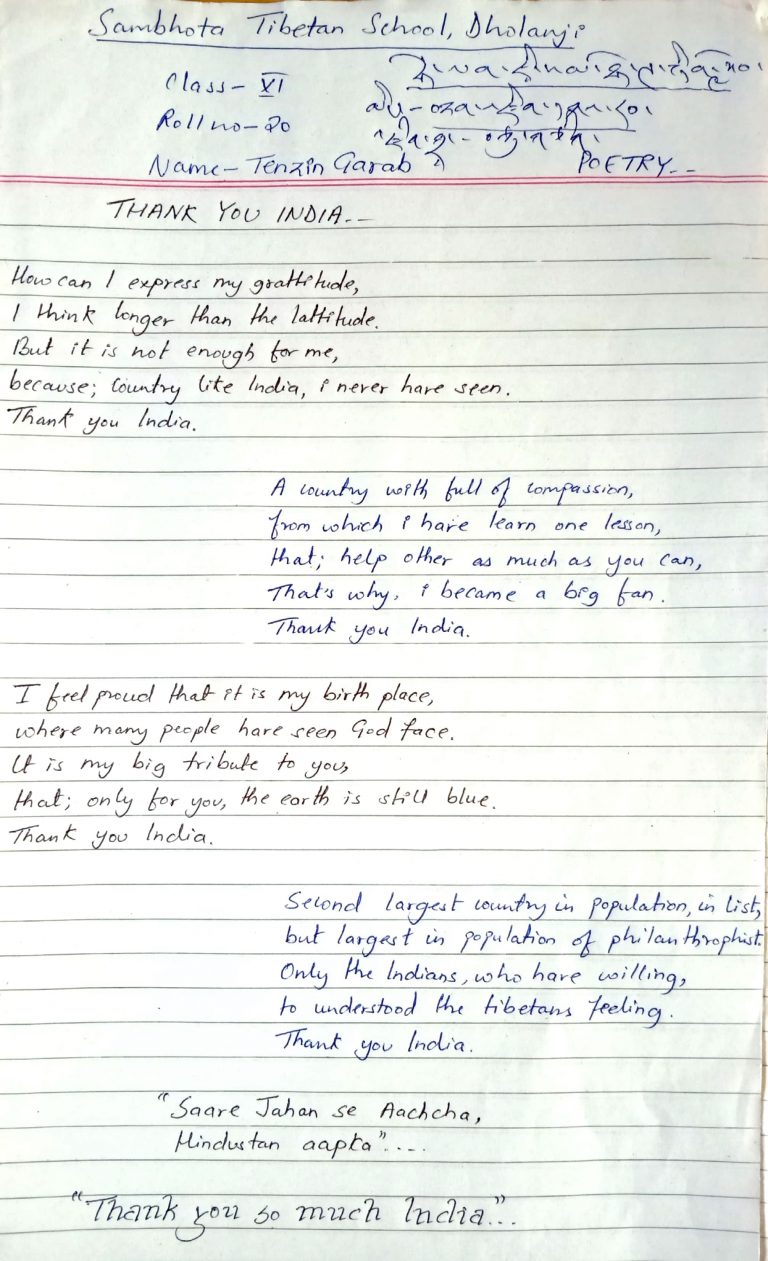 Sambhota Tibetan School, Dholanji
Class- VI
Roll no- 20
Name- Tenzin Garab
POETRY--
THANK YOU INDIA.--
How can I express my grattitude,
I think longer than the lattitude.
But it is not enough for me,
because; Country like India, i never have seen.
Thank you India.
A country with full of compassion,
from which i have learn one lesson,
that; help other as much as you can,
That's why, i became a big fan.
Thank you India.
I feel proud that it is my birth place,
where many people have seen God face.
It is my big tribute to you,
that; only for you, the earth is still blue.
Thank you India.
Second largest country in population, in list,
but largest in population of philanthrophist.
Only the Indians, who have willing,
to understood the tibetans feeling.
Thank you India.
"Saare Jahan se Aachcha,
Hindustan aapka"....
"Thank you so much India"...